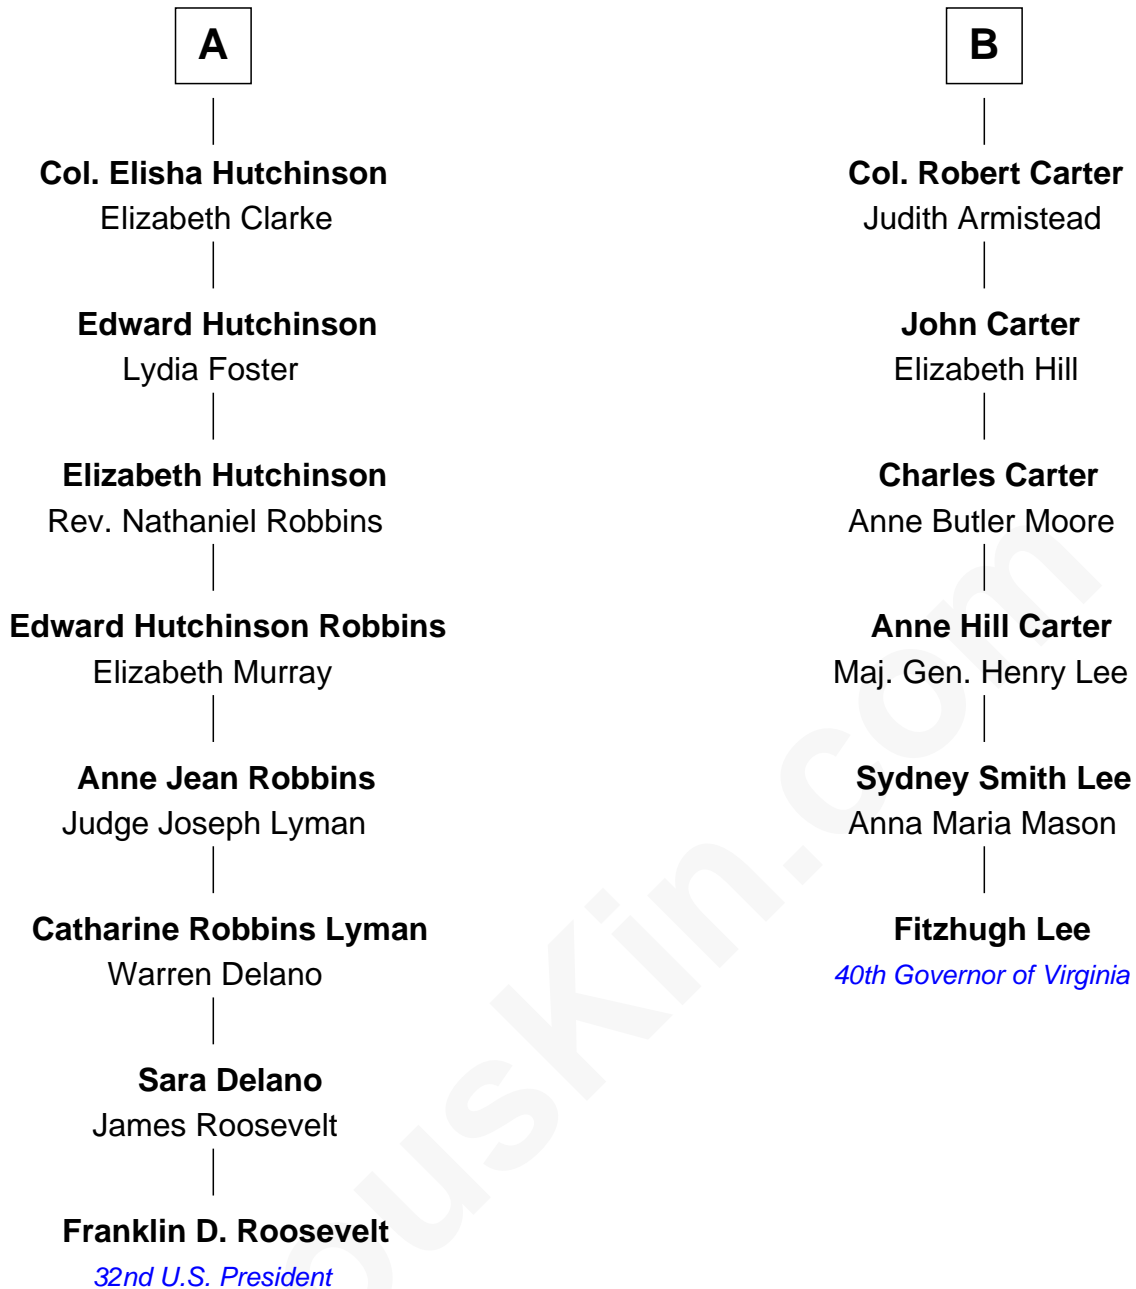 A
Col. Elisha Hutchinson
Elizabeth Clarke
Edward Hutchinson
Lydia Foster
Elizabeth Hutchinson
Rev. Nathaniel Robbins
Edward Hutchinson Robbins
Elizabeth Murray
Anne Jean Robbins
Judge Joseph Lyman
Catharine Robbins Lyman
Warren Delano
Sara Delano
James Roosevelt
Franklin D. Roosevelt
32nd U.S. President
B
Col. Robert Carter
Judith Armistead
John Carter
Elizabeth Hill
Charles Carter
Anne Butler Moore
Anne Hill Carter
Maj. Gen. Henry Lee
Sydney Smith Lee
Anna Maria Mason
Fitzhugh Lee
40th Governor of Virginia
ousKin.com